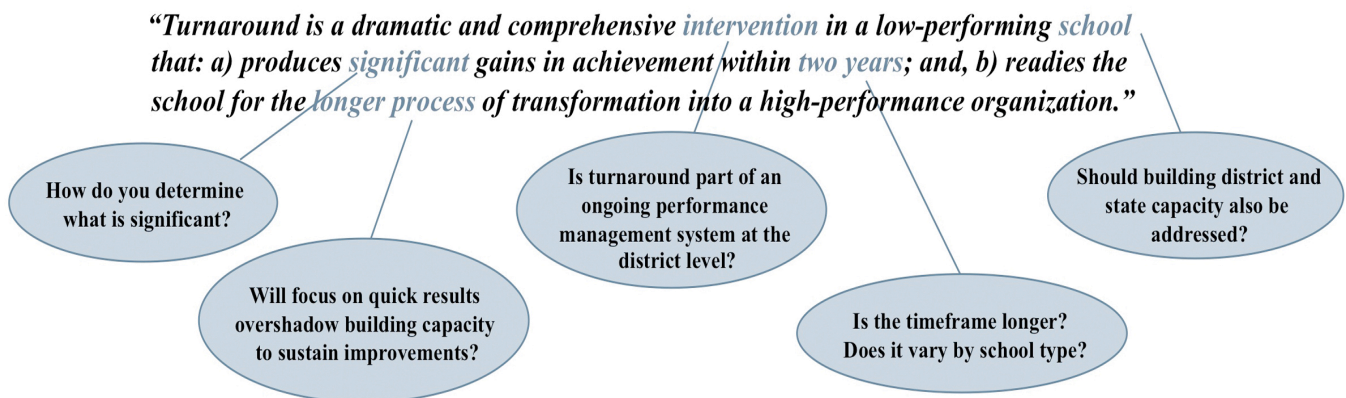 “Turnaround is a dramatic and comprehensive intervention in a low-performing school
that: a) produces significant gains in achievement within two years; and, b) readies the
school for the longer process of transformation into a high-performance organization.”
How do you determine
what is significant?
Will focus on quick results
overshadow building capacity
to sustain improvements?
Is turnaround part of an
ongoing performance
management system at the
district level?
Is the timeframe longer?
Does it vary by school type?
Should building district and
state capacity also be
addressed?